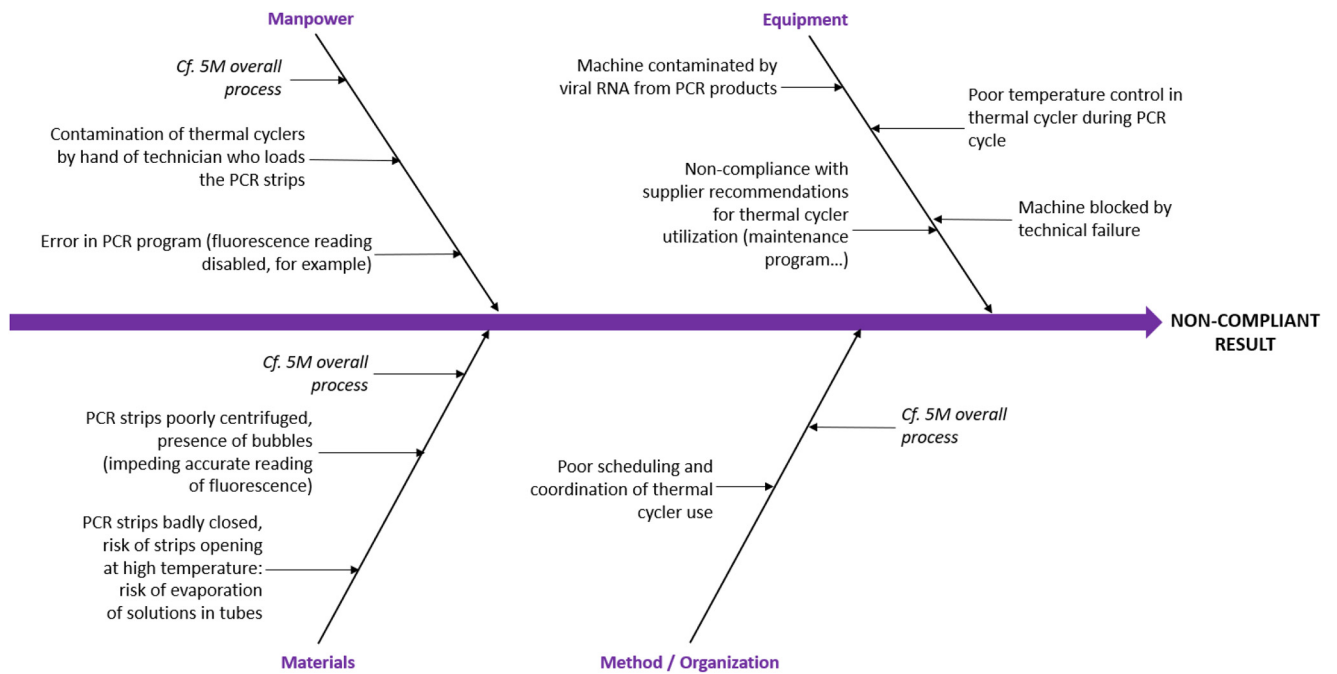 Manpower
Cf. 5M overall
process
Contamination of thermal cyclers
by hand of technician who loads
the PCR strips
Error in PCR program (fluorescence reading
disabled, for example)
Equipment
Machine contaminated by
viral RNA from PCR products
Poor temperature control in
thermal cycler during PCR
cycle
Non-compliance with
supplier recommendations
for thermal cycler
utilization (maintenance
program...)
Machine blocked by
technical failure
NON-COMPLIANT
RESULT
Cf. 5M overall
process
PCR strips poorly centrifuged,
presence of bubbles
(impeding accurate reading
of fluorescence)
PCR strips badly closed,
risk of strips opening
at high temperature:
risk of evaporation
of solutions in tubes
Materials
Cf. 5M overall
process
Poor scheduling and
coordination of thermal
cycler use
Method / Organization